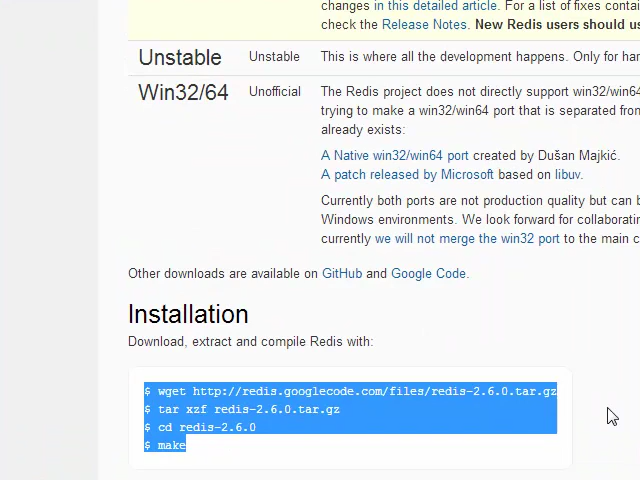 changes in this detailed article. For a list of fixes contai
check the Release Notes. New Redis users should us
Unstable Unstable This is where all the development happens. Only for har
Win32/64 Unofficial The Redis project does not directly support win32/win64
trying to make a win32/win64 port that is separated from
already exists:
A Native win32/win64 port created by Dušan Majkić.
A patch released by Microsoft based on libuv.
Currently both ports are not production quality but can b
Windows environments. We look forward for collaboratin
currently we will not merge the win32 port to the main c
Other downloads are available on GitHub and Google Code.
Installation
Download, extract and compile Redis with:
$ wget http://redis.googlecode.com/files/redis-2.6.0.tar.gz
$ tar xzf redis-2.6.0.tar.gz
$ cd redis-2.6.0
$ make